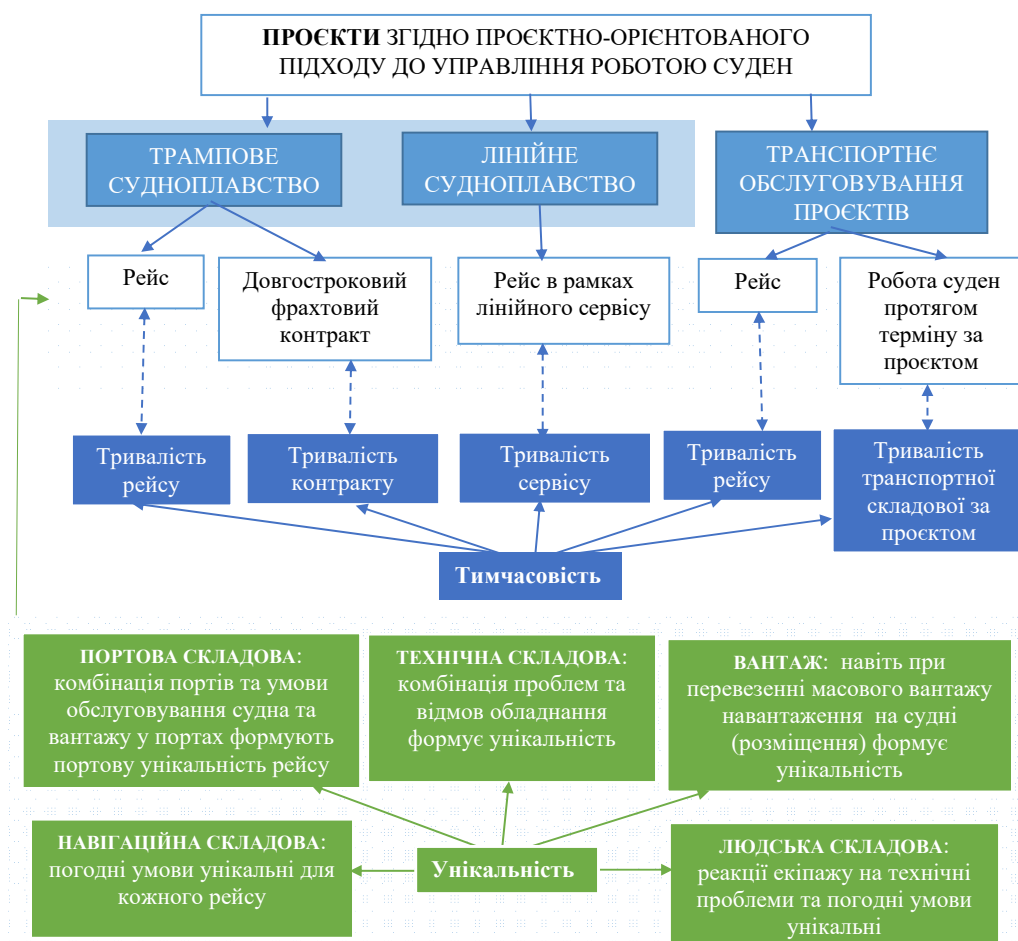 ПРОЄКТИ ЗГІДНО ПРОЄКТНО-ОРІЄНТОВАНОГО
ПІДХОДУ ДО УПРАВЛІННЯ РОБОТОЮ СУДЕН
ТРАМПОВЕ
СУДНОПЛАВСТВО
ЛІНІЙНЕ
СУДНОПЛАВСТВО
ТРАНСПОРТНЄ
ОБСЛУГОВУВАННЯ
ПРОЄКТІВ
Рейс
Довгостроковий
фрахтовий
контракт
Рейс в рамках
лінійного сервісу
Рейс
Робота суден
протягом
терміну за
проєктом
Тривалість
рейсу
Тривалість
контракту
Тривалість
сервісу
Тривалість
рейсу
Тривалість
транспортної
складової за
проєктом
Тимчасовість
ПОРТОВА СКЛАДОВА:
комбінація портів та умови
обслуговування судна та
вантажу у портах формують
портову унікальність рейсу
ТЕХНІЧНА СКЛАДОВА:
комбінація проблем та
відмов обладнання
формує унікальність
ВАНТАЖ: навіть при
перевезенні масового вантажу
навантаження на судні
(розміщення) формує
унікальність
НАВІГАЦІЙНА СКЛАДОВА:
погодні умови унікальні для
кожного рейсу
Унікальність
ЛЮДСЬКА СКЛАДОВА:
реакції екіпажу на технічні
проблеми та погодні умови
унікальні